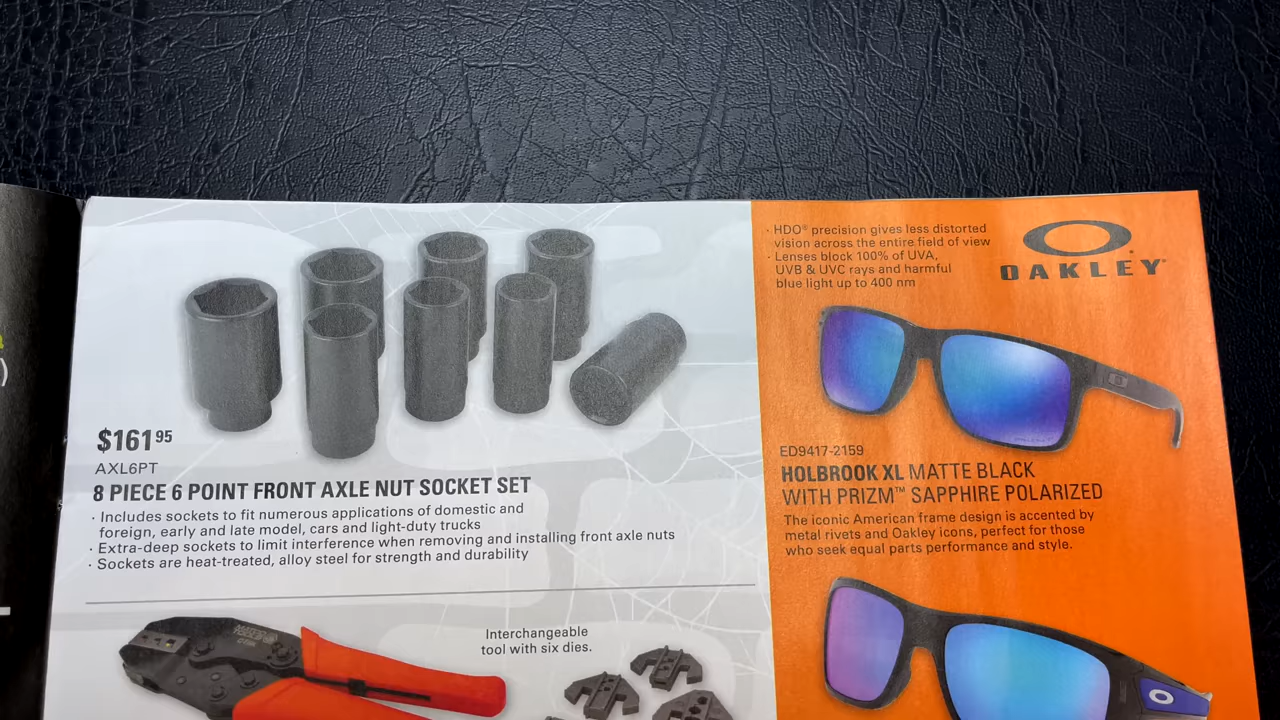 $161 95
AXL6PT
8 PIECE 6 POINT FRONT AXLE NUT SOCKET SET
· Includes sockets to fit numerous applications of domestic and
foreign, early and late model, cars and light-duty trucks
· Extra-deep sockets to limit interference when removing and installing front axle nuts
· Sockets are heat-treated, alloy steel for strength and durability
Interchangeable
tool with six dies.
· HDO® precision gives less distorted
vision across the entire field of view
· Lenses block 100% of UVA,
UVB & UVC rays and harmful
blue light up to 400 nm
OAKLEY®
ED9417-2159
HOLBROOK XL MATTE BLACK
WITH PRIZM™ SAPPHIRE POLARIZED
The iconic American frame design is accented by
metal rivets and Oakley icons, perfect for those
who seek equal parts performance and style.